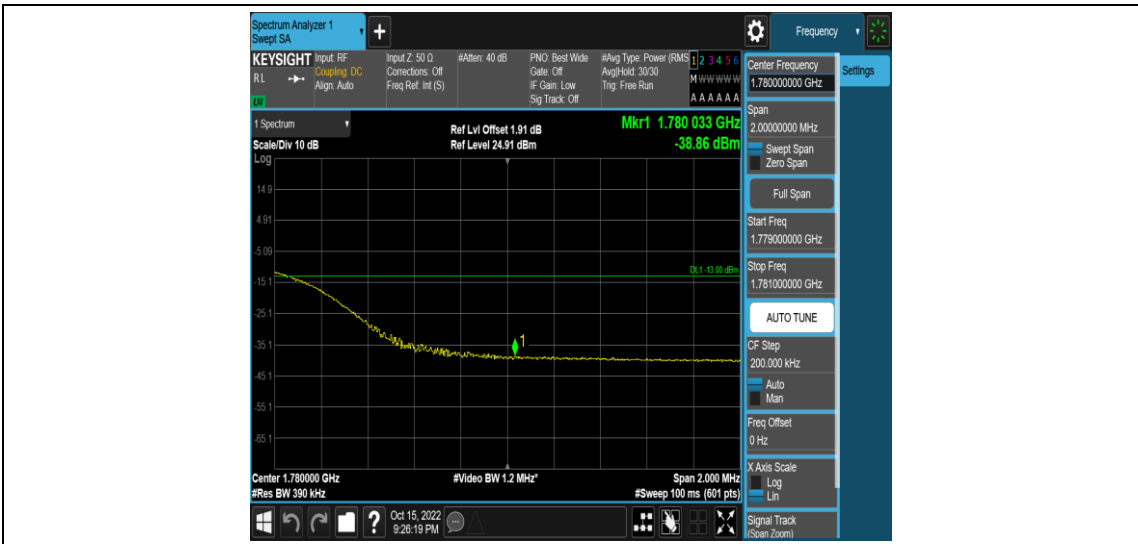 Spectrum Analyzer 1
Swept SA
+
Frequency
KEYSIGHT Input: RF Input Z: 50 Ω #Atten: 40 dB PNO: Best Wide #Avg Type: Power (RMS 1 2 3 4 5 6
R L Coupling: DC Corrections: Off Gate: Off Avg|Hold: 30/30 M W W W W W
Align: Auto Freq Ref: Int (S) IF Gain: Low Trig: Free Run
LXI Sig Track: Off A A A A A A
1 Spectrum
Ref Lvl Offset 1.91 dB Mkr1 1.780 033 GHz
Scale/Div 10 dB Ref Level 24.91 dBm -38.86 dBm
Log
14.9
4.91
-5.09
DL1 -13.00 dBm
-15.1
-25.1
-35.1
1
-45.1
-55.1
-65.1
Center 1.780000 GHz #Video BW 1.2 MHz* Span 2.000 MHz
#Res BW 390 kHz #Sweep 100 ms (601 pts)
? Oct 15, 2022
9:26:19 PM
Center Frequency
1.780000000 GHz
Settings
Span
2.00000000 MHz
Swept Span
Zero Span
Full Span
Start Freq
1.779000000 GHz
Stop Freq
1.781000000 GHz
AUTO TUNE
CF Step
200.000 kHz
Auto
Man
Freq Offset
0 Hz
X Axis Scale
Log
Lin
Signal Track
(Span Zoom)